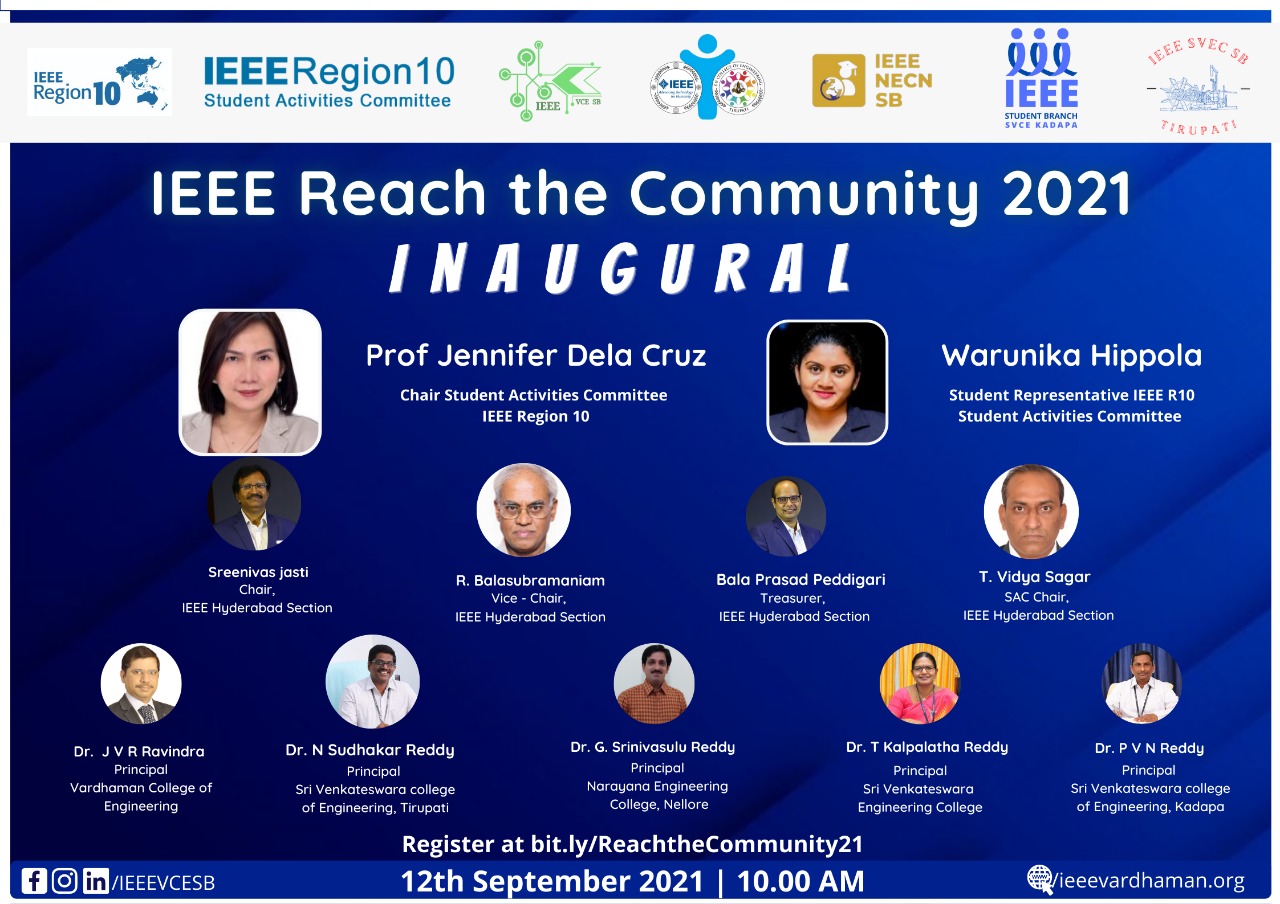 IEEE
Region 10
IEEE Region 10
Student Activities Committee
IEEE VCE SB
IEEE
IEEE
NECN
SB
IEEE
STUDENT BRANCH
SVCE KADAPA
IEEE SVEC SB
TIRUPATI
IEEE Reach the Community 2021
INAUGURAL
Prof Jennifer Dela Cruz
Chair Student Activities Committee
IEEE Region 10
Warunika Hippola
Student Representative IEEE R10
Student Activities Committee
Sreenivas jasti
Chair,
IEEE Hyderabad Section
R. Balasubramaniam
Vice - Chair,
IEEE Hyderabad Section
Bala Prasad Peddigari
Treasurer,
IEEE Hyderabad Section
T. Vidya Sagar
SAC Chair,
IEEE Hyderabad Section
Dr. J V R Ravindra
Principal
Vardhaman College of
Engineering
Dr. N Sudhakar Reddy
Principal
Sri Venkateswara college
of Engineering, Tirupati
Dr. G. Srinivasulu Reddy
Principal
Narayana Engineering
College, Nellore
Dr. T Kalpalatha Reddy
Principal
Sri Venkateswara
Engineering College
Dr. P V N Reddy
Principal
Sri Venkateswara college
of Engineering, Kadapa
Register at bit.ly/ReachtheCommunity21
/IEEEVCESB
12th September 2021 | 10.00 AM
/ieeevardhaman.org